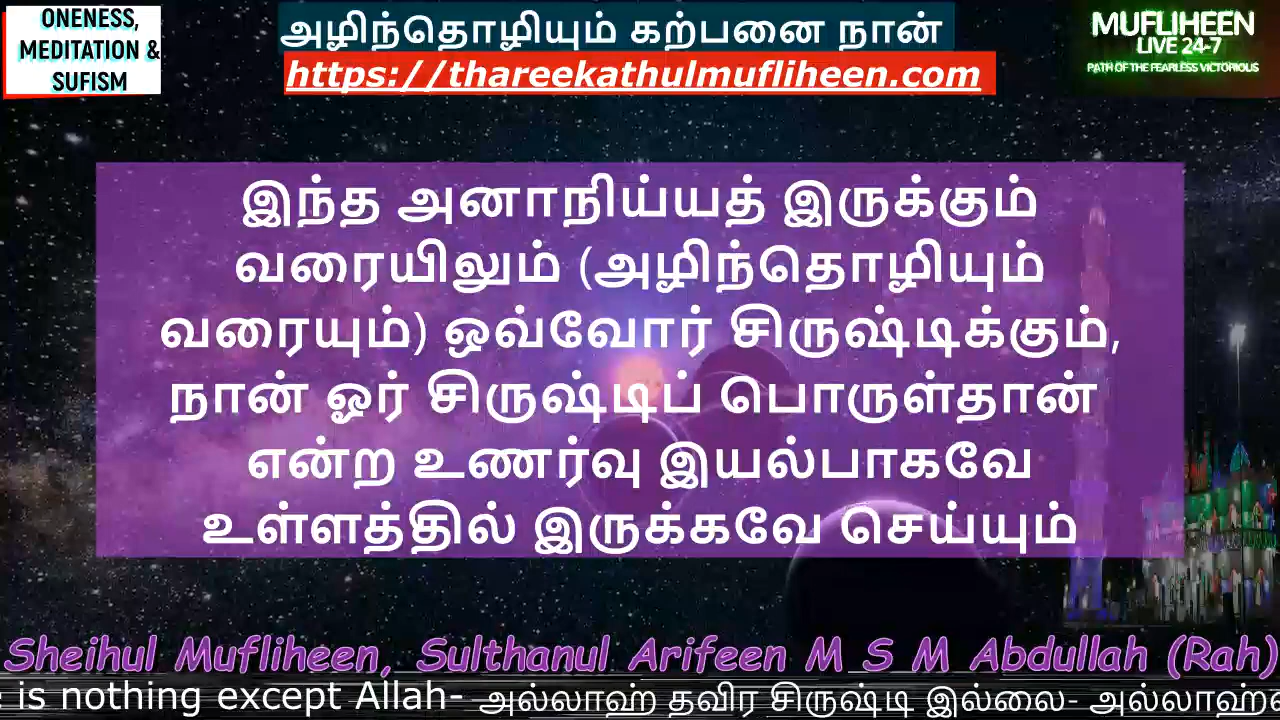 ONENESS,
MEDITATION &
SUFISM
அழிந்தொழியும் கற்பனை நான்
https://thareekathulmufliheen.com
MUFLIHEEN
LIVE 24-7
PATH OF THE FEARLESS VICTORIOUS
இந்த அனாநிய்யத் இருக்கும்
வரையிலும் (அழிந்தொழியும்
வரையும்) ஒவ்வோர் சிருஷ்டிக்கும்,
நான் ஓர் சிருஷ்டிப் பொருள்தான்
என்ற உணர்வு இயல்பாகவே
உள்ளத்தில் இருக்கவே செய்யும்
Sheihul Mufliheen, Sulthanul Arifeen M S M Abdullah (Rah)
is nothing except Allah- அல்லாஹ் தவிர சிருஷ்டி இல்லை- அல்லாஹ்